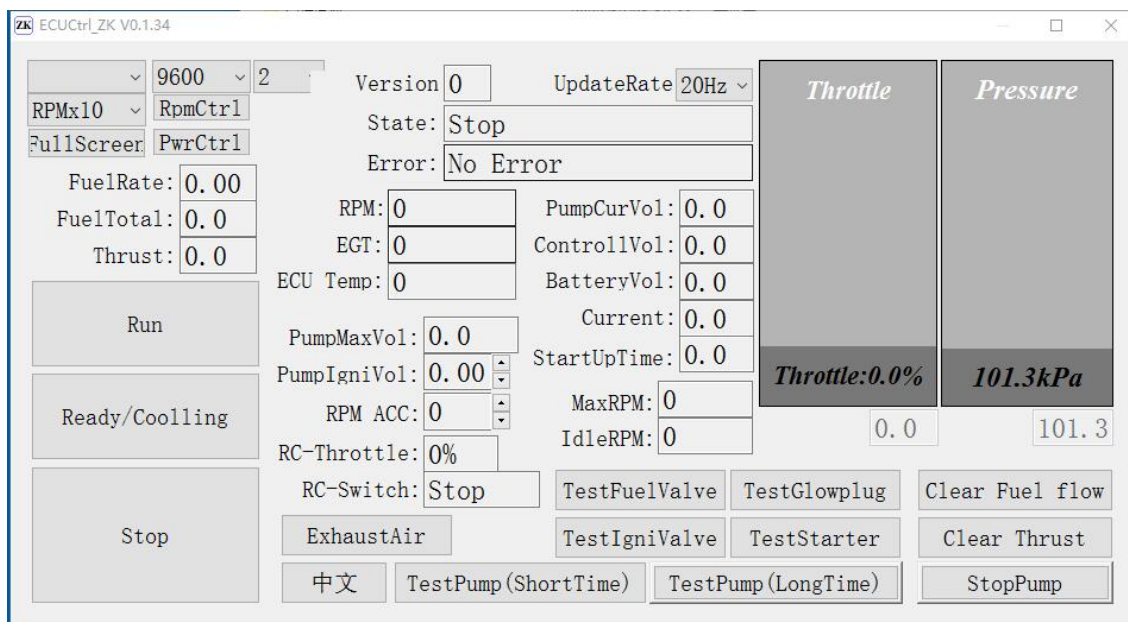 ZK ECUCtrl_ZK V0.1.34
9600 2
Version 0 UpdateRate 20Hz
Throttle Pressure
RPMx10 RpmCtrl
State: Stop
FullScreen PwrCtrl
Error: No Error
FuelRate: 0.00
FuelTotal: 0.0
Thrust: 0.0
RPM: 0 PumpCurVol: 0.0
EGT: 0 ControllVol: 0.0
ECU Temp: 0 BatteryVol: 0.0
Current: 0.0
Run
PumpMaxVol: 0.0
StartUpTime: 0.0
PumpIgniVol: 0.00
Throttle:0.0% 101.3kPa
Ready/Coolling
RPM ACC: 0
MaxRPM: 0
IdleRPM: 0
0.0 101.3
RC-Throttle: 0%
RC-Switch: Stop
TestFuelValve TestGlowplug Clear Fuel flow
Stop
ExhaustAir TestIgniValve TestStarter Clear Thrust
中文 TestPump(ShortTime) TestPump(LongTime) StopPump